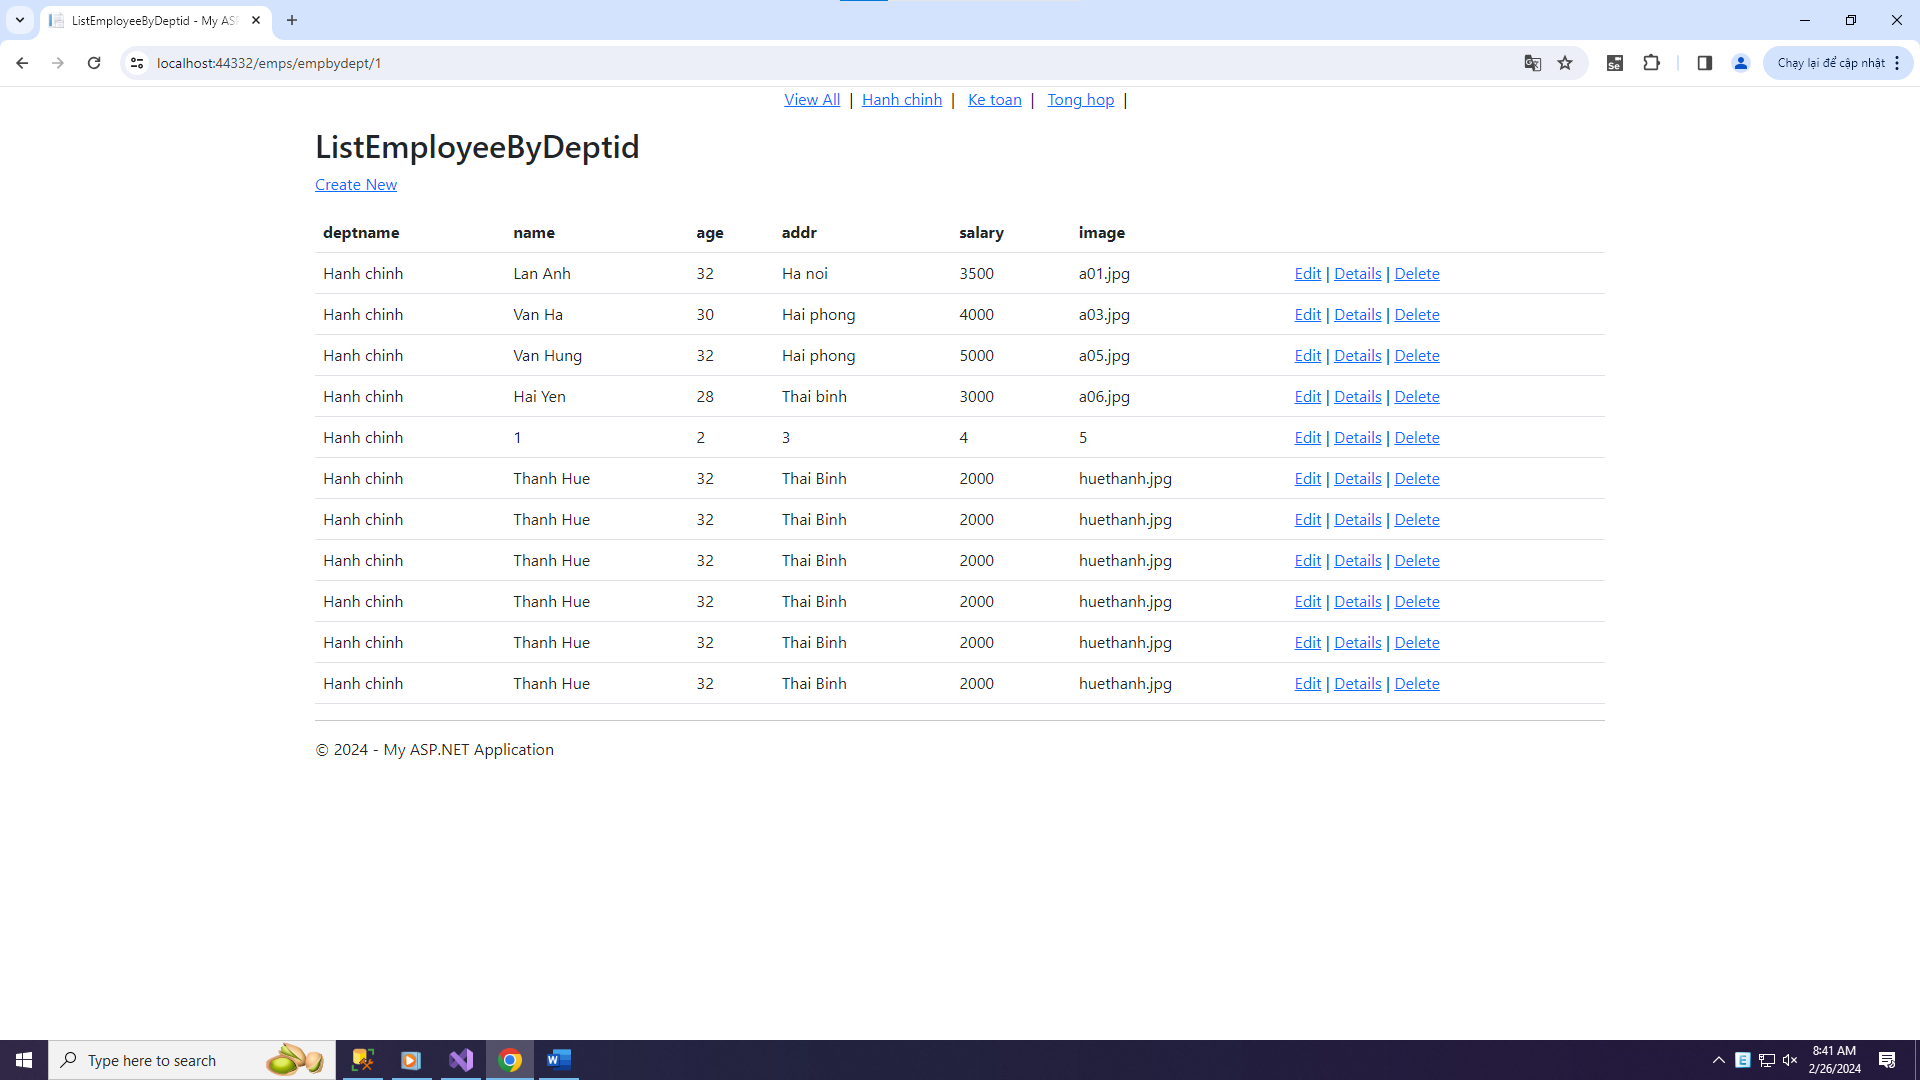 ListEmployeeByDeptid - My AS
localhost:44332/emps/empbydept/1
Chạy lại để cập nhật
View All | Hanh chinh | Ke toan | Tong hop |
ListEmployeeByDeptid
Create New
deptname name age addr salary image
Hanh chinh Lan Anh 32 Ha noi 3500 a01.jpg Edit | Details | Delete
Hanh chinh Van Ha 30 Hai phong 4000 a03.jpg Edit | Details | Delete
Hanh chinh Van Hung 32 Hai phong 5000 a05.jpg Edit | Details | Delete
Hanh chinh Hai Yen 28 Thai binh 3000 a06.jpg Edit | Details | Delete
Hanh chinh 1 2 3 4 5 Edit | Details | Delete
Hanh chinh Thanh Hue 32 Thai Binh 2000 huethanh.jpg Edit | Details | Delete
Hanh chinh Thanh Hue 32 Thai Binh 2000 huethanh.jpg Edit | Details | Delete
Hanh chinh Thanh Hue 32 Thai Binh 2000 huethanh.jpg Edit | Details | Delete
Hanh chinh Thanh Hue 32 Thai Binh 2000 huethanh.jpg Edit | Details | Delete
Hanh chinh Thanh Hue 32 Thai Binh 2000 huethanh.jpg Edit | Details | Delete
Hanh chinh Thanh Hue 32 Thai Binh 2000 huethanh.jpg Edit | Details | Delete
© 2024 - My ASP.NET Application
Type here to search
8:41 AM
2/26/2024